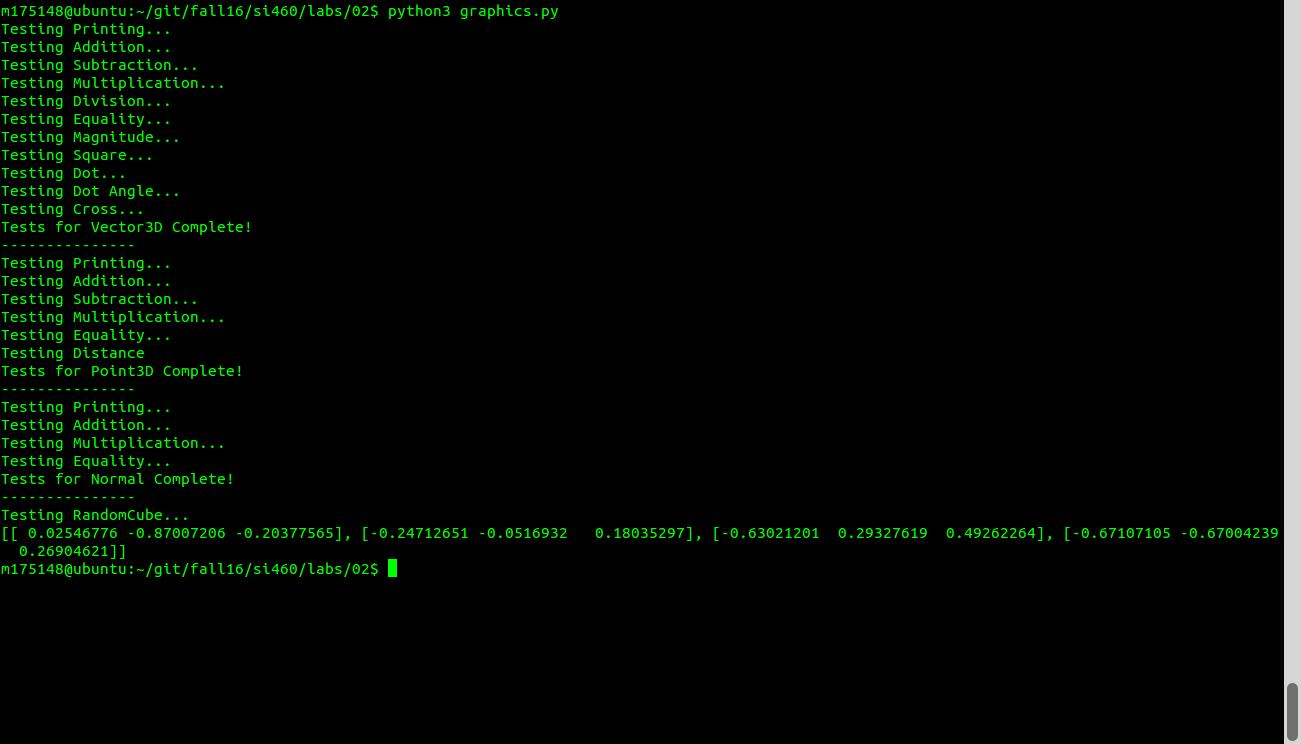 m175148@ubuntu:~/git/fall16/si460/labs/02$ python3 graphics.py
Testing Printing...
Testing Addition...
Testing Subtraction...
Testing Multiplication...
Testing Division...
Testing Equality...
Testing Magnitude...
Testing Square...
Testing Dot...
Testing Dot Angle...
Testing Cross...
Tests for Vector3D Complete!
---------------
Testing Printing...
Testing Addition...
Testing Subtraction...
Testing Multiplication...
Testing Equality...
Testing Distance
Tests for Point3D Complete!
---------------
Testing Printing...
Testing Addition...
Testing Multiplication...
Testing Equality...
Tests for Normal Complete!
---------------
Testing RandomCube...
[[ 0.02546776 -0.87007206 -0.20377565], [-0.24712651 -0.0516932   0.18035297], [-0.63021201  0.29327619  0.49262264], [-0.67107105 -0.67004239
  0.26904621]]
m175148@ubuntu:~/git/fall16/si460/labs/02$